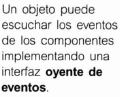 Un objeto puede
escuchar los eventos
de los componentes
implementando una
interfaz oyente de
eventos.